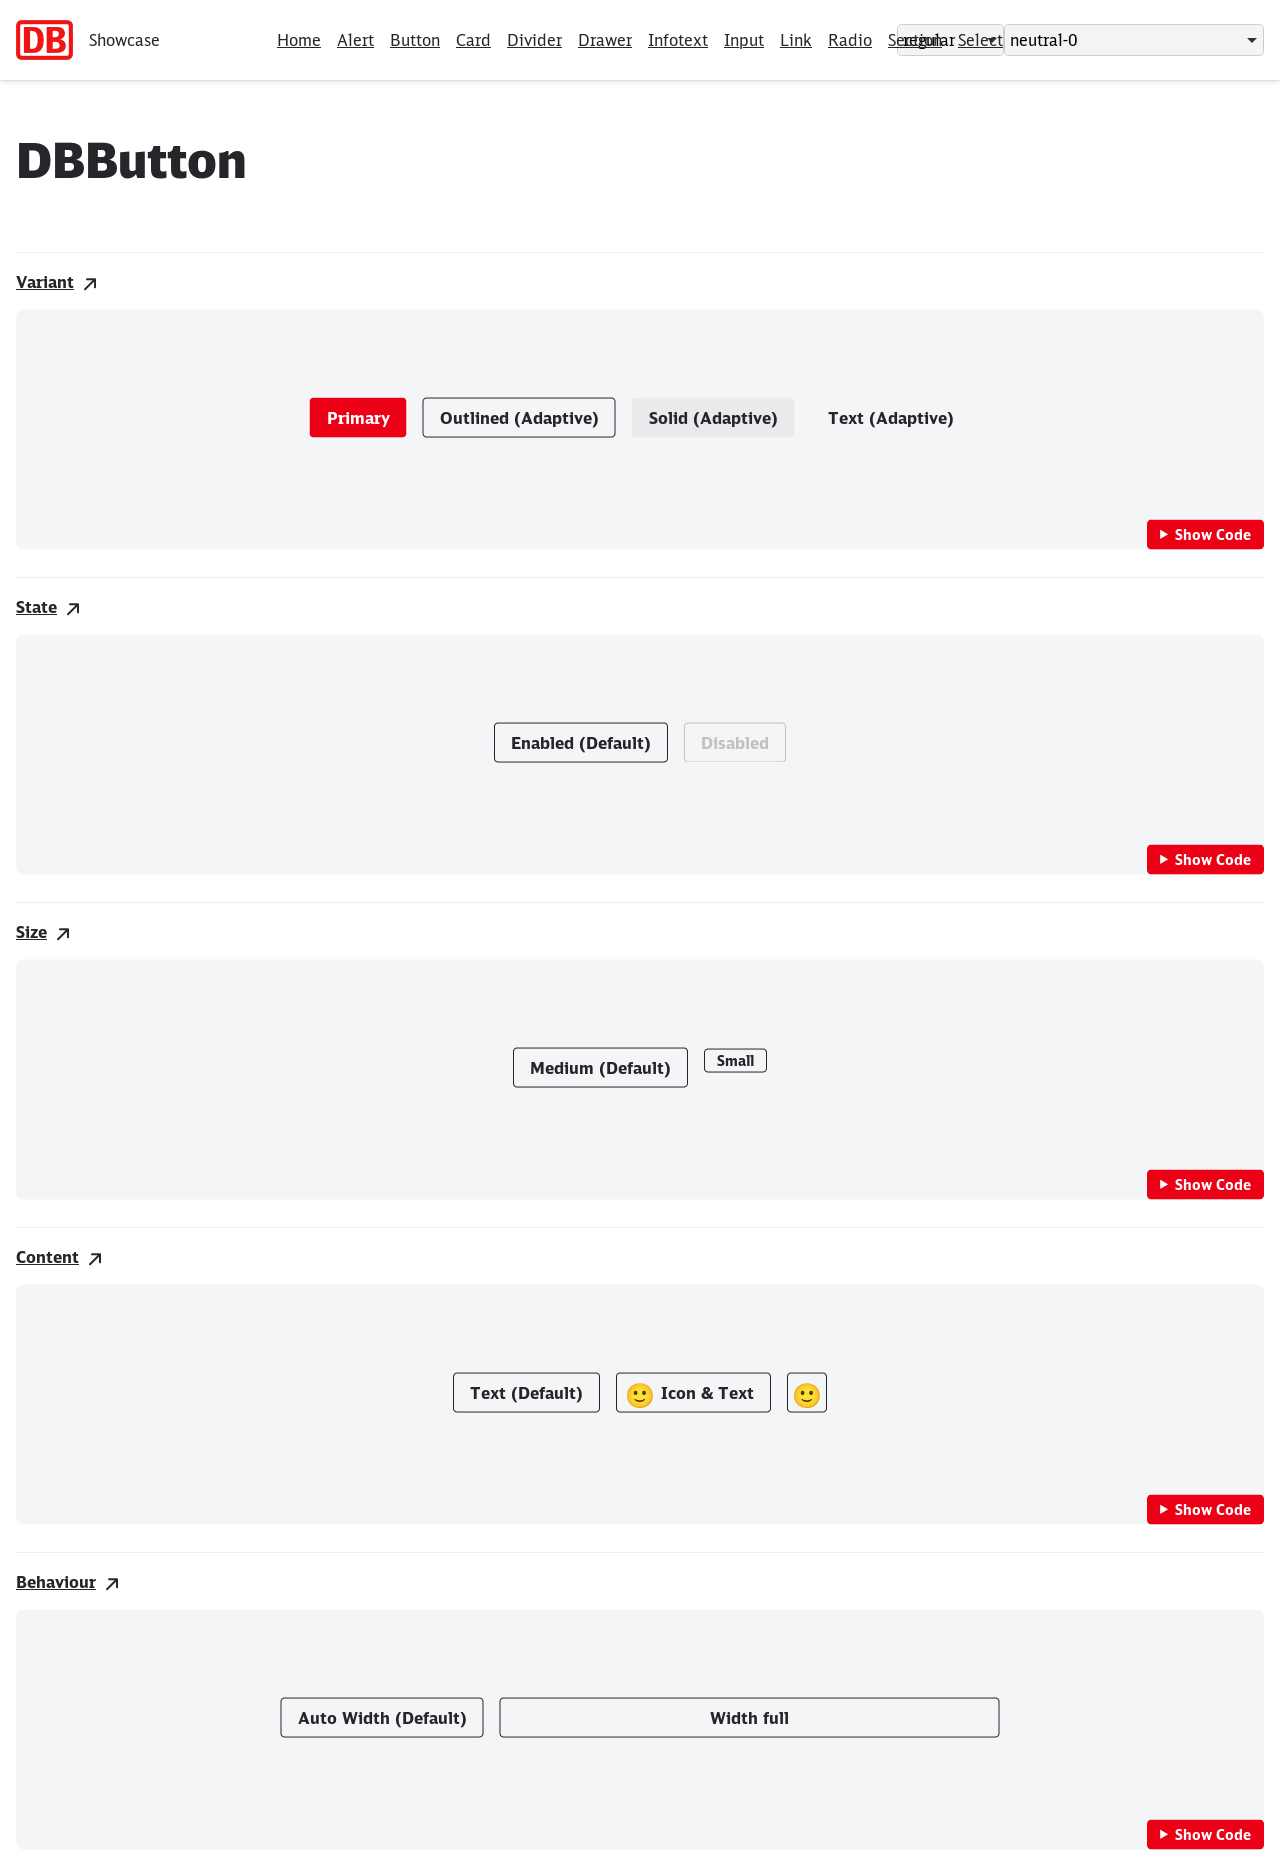 DB Showcase Home Alert Button Card Divider Drawer Infotext Input Link Radio Section Select regular neutral-0
DBButton
Variant
Primary Outlined (Adaptive) Solid (Adaptive) Text (Adaptive)
Show Code
State
Enabled (Default) Disabled
Show Code
Size
Medium (Default) Small
Show Code
Content
Text (Default) 🙂 Icon & Text 🙂
Show Code
Behaviour
Auto Width (Default) Width full
Show Code